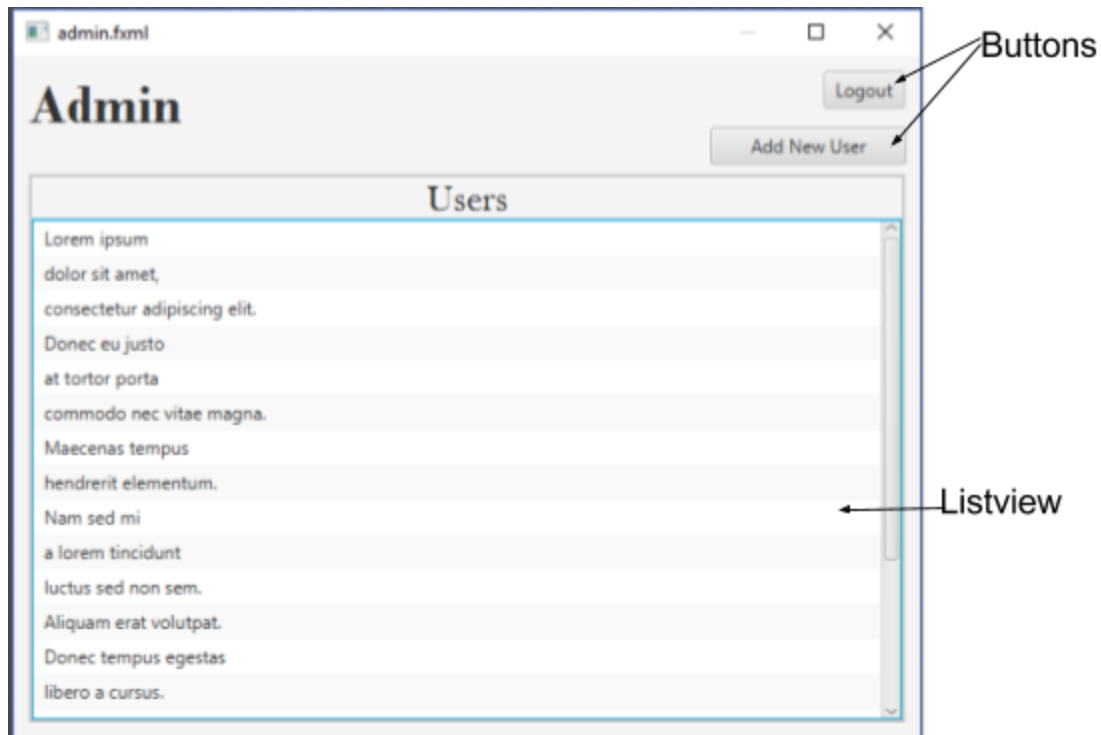 admin.fxml
Buttons
Logout
Admin
Add New User
Users
Lorem ipsum
dolor sit amet,
consectetur adipiscing elit.
Donec eu justo
at tortor porta
commodo nec vitae magna.
Maecenas tempus
hendrerit elementum.
Nam sed mi
Listview
a lorem tincidunt
luctus sed non sem.
Aliquam erat volutpat.
Donec tempus egestas
libero a cursus.